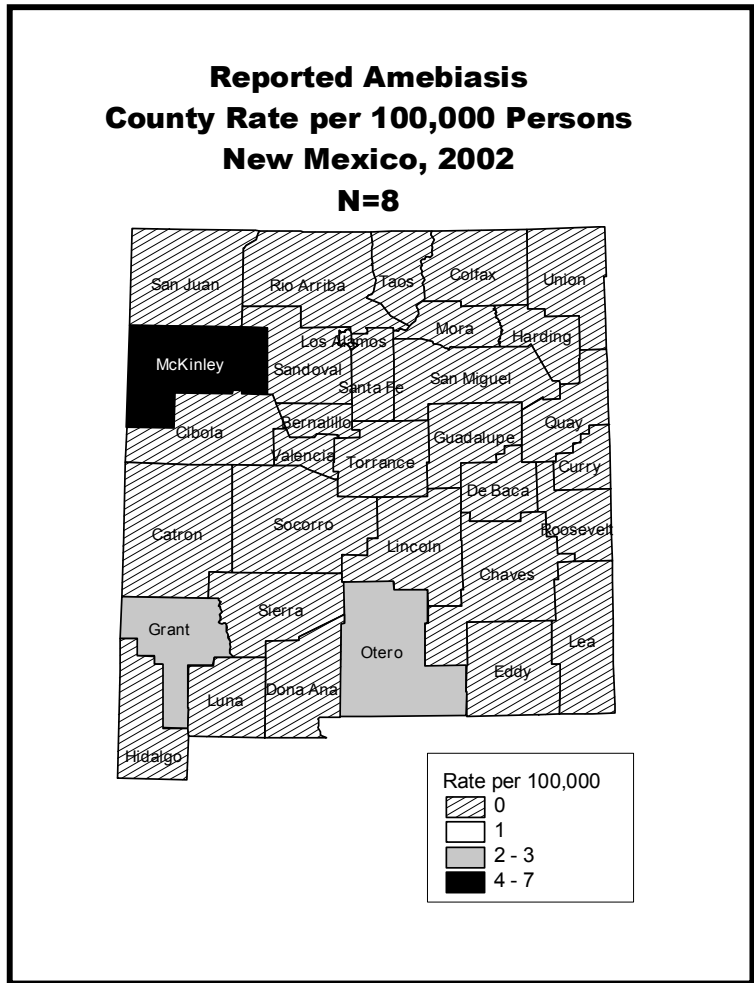 Reported Amebiasis
County Rate per 100,000 Persons
New Mexico, 2002
N=8
San Juan
Rio Arriba
Taos
Colfax
Union
Los Alamos
Mora
Harding
McKinley
Sandoval
Santa Fe
San Miguel
Cibola
Bernalillo
Valencia
Torrance
Guadalupe
Quay
Curry
De Baca
Catron
Socorro
Lincoln
Roosevelt
Chaves
Sierra
Grant
Otero
Lea
Eddy
Luna
Dona Ana
Hidalgo
Rate per 100,000
0
1
2 - 3
4 - 7